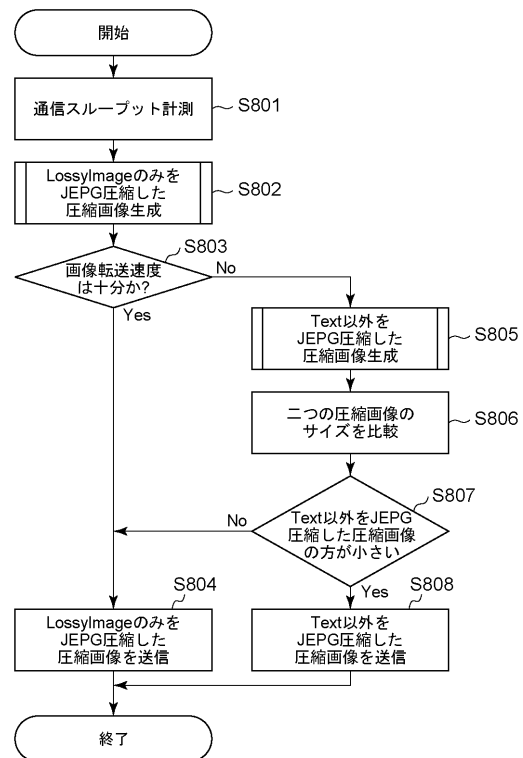 開始
通信スループット計測
S801
LossyImageのみを
JEPG圧縮した
圧縮画像生成
S802
S803
画像転送速度
は十分か?
No
Yes
Text以外を
JEPG圧縮した
圧縮画像生成
S805
二つの圧縮画像の
サイズを比較
S806
S807
Text以外をJEPG
圧縮した圧縮画像
の方が小さい
No
Yes
S804
LossyImageのみを
JEPG圧縮した
圧縮画像を送信
S808
Text以外を
JEPG圧縮した
圧縮画像を送信
終了